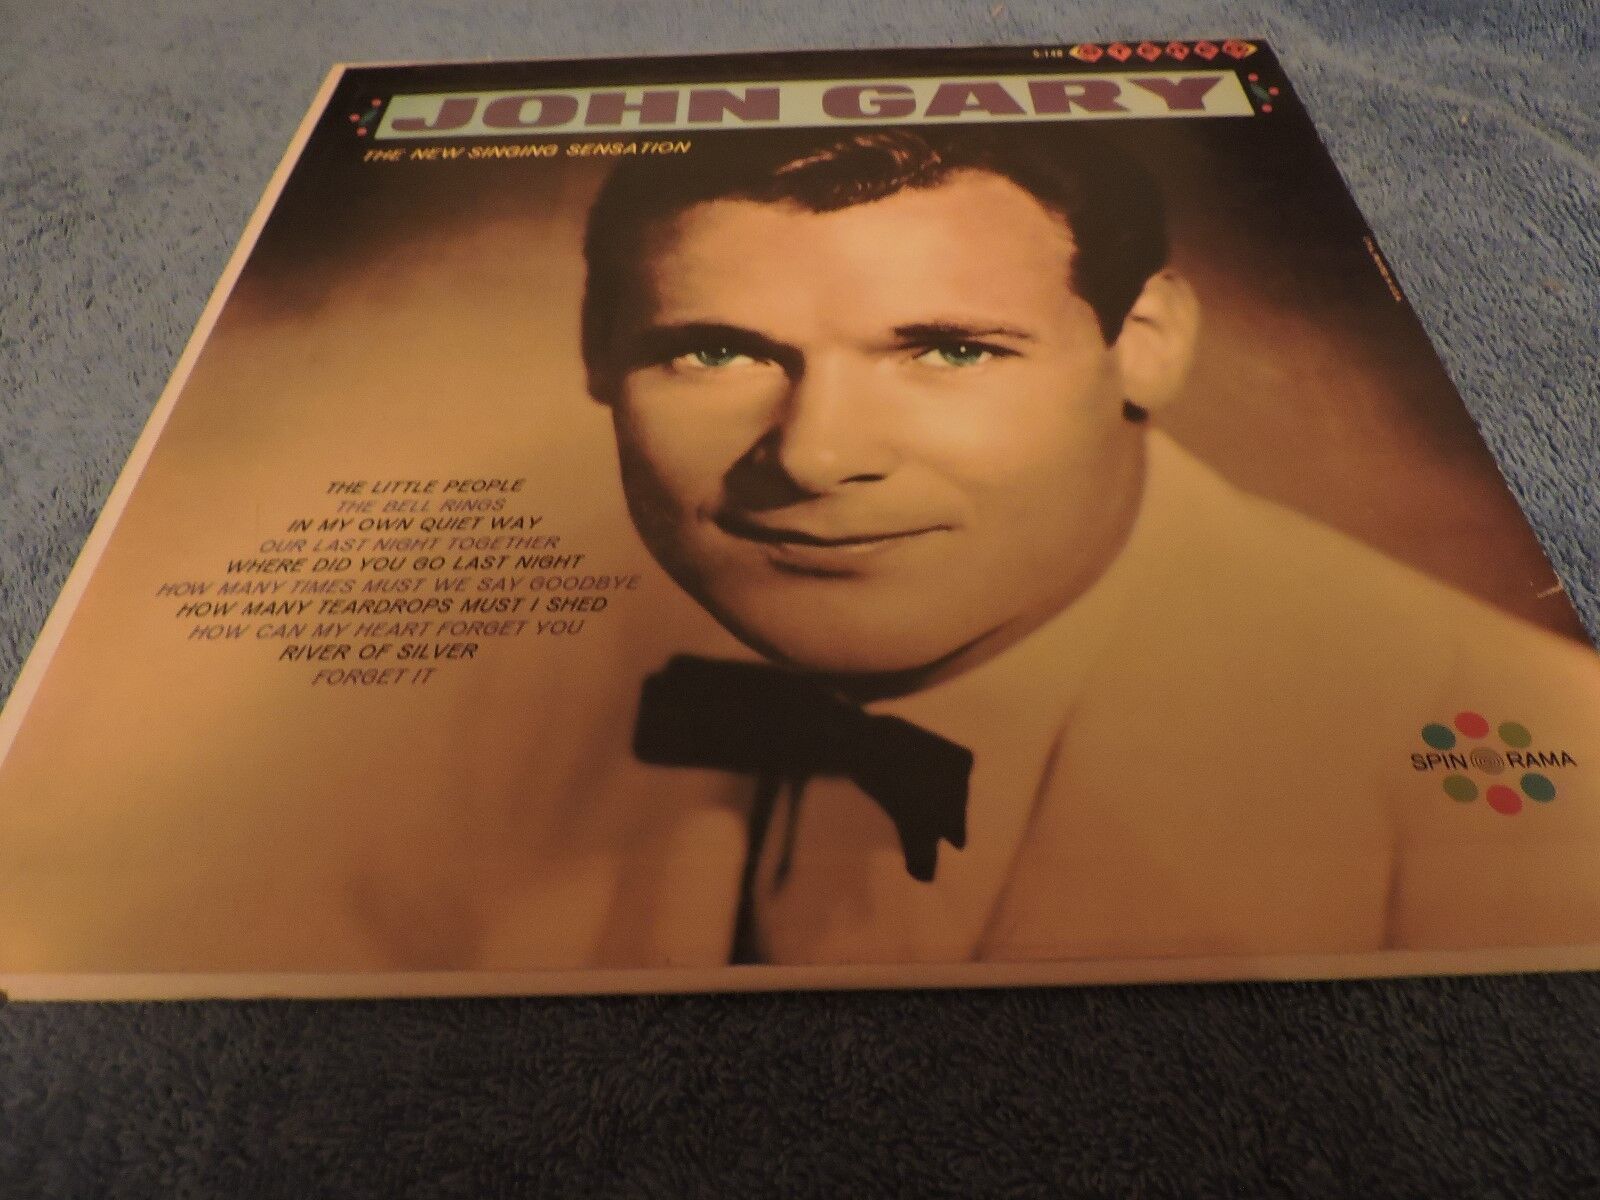 S-148 STEREO
JOHN GARY
THE NEW SINGING SENSATION
THE LITTLE PEOPLE
THE BELL RINGS
IN MY OWN QUIET WAY
OUR LAST NIGHT TOGETHER
WHERE DID YOU GO LAST NIGHT
HOW MANY TIMES MUST WE SAY GOODBYE
HOW MANY TEARDROPS MUST I SHED
HOW CAN MY HEART FORGET YOU
RIVER OF SILVER
FORGET IT
SPIN O RAMA